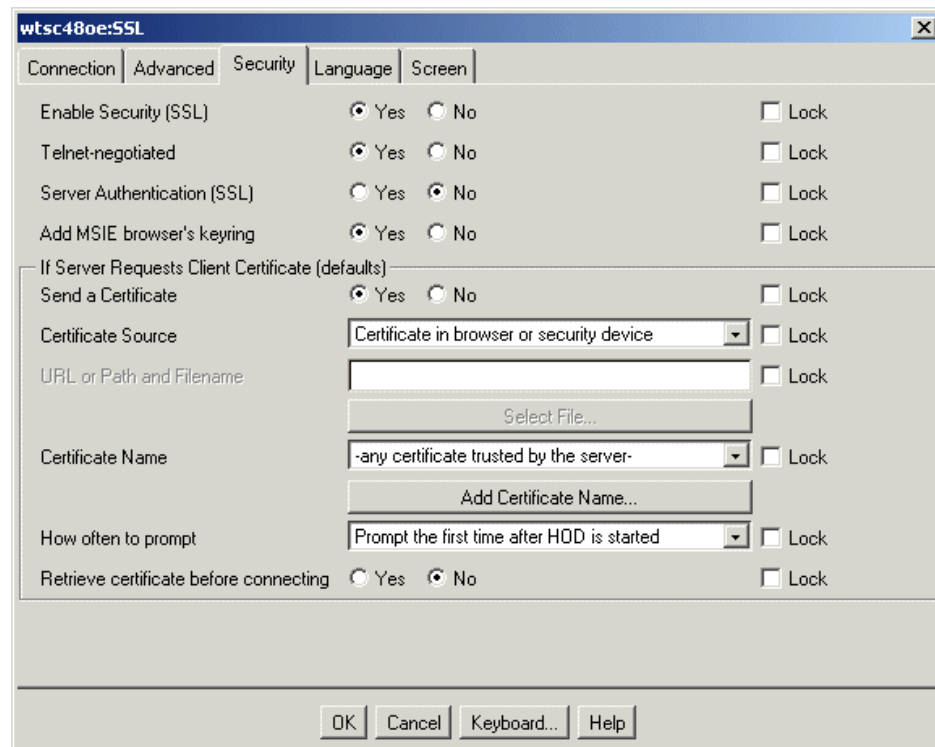 wtsc48oe:SSL
Connection Advanced Security Language Screen
Enable Security (SSL) Yes No Lock
Telnet-negotiated Yes No Lock
Server Authentication (SSL) Yes No Lock
Add MSIE browser's keyring Yes No Lock
If Server Requests Client Certificate (defaults)
Send a Certificate Yes No Lock
Certificate Source Certificate in browser or security device Lock
URL or Path and Filename Lock
Select File...
Certificate Name -any certificate trusted by the server- Lock
Add Certificate Name...
How often to prompt Prompt the first time after HOD is started Lock
Retrieve certificate before connecting Yes No Lock
OK Cancel Keyboard... Help